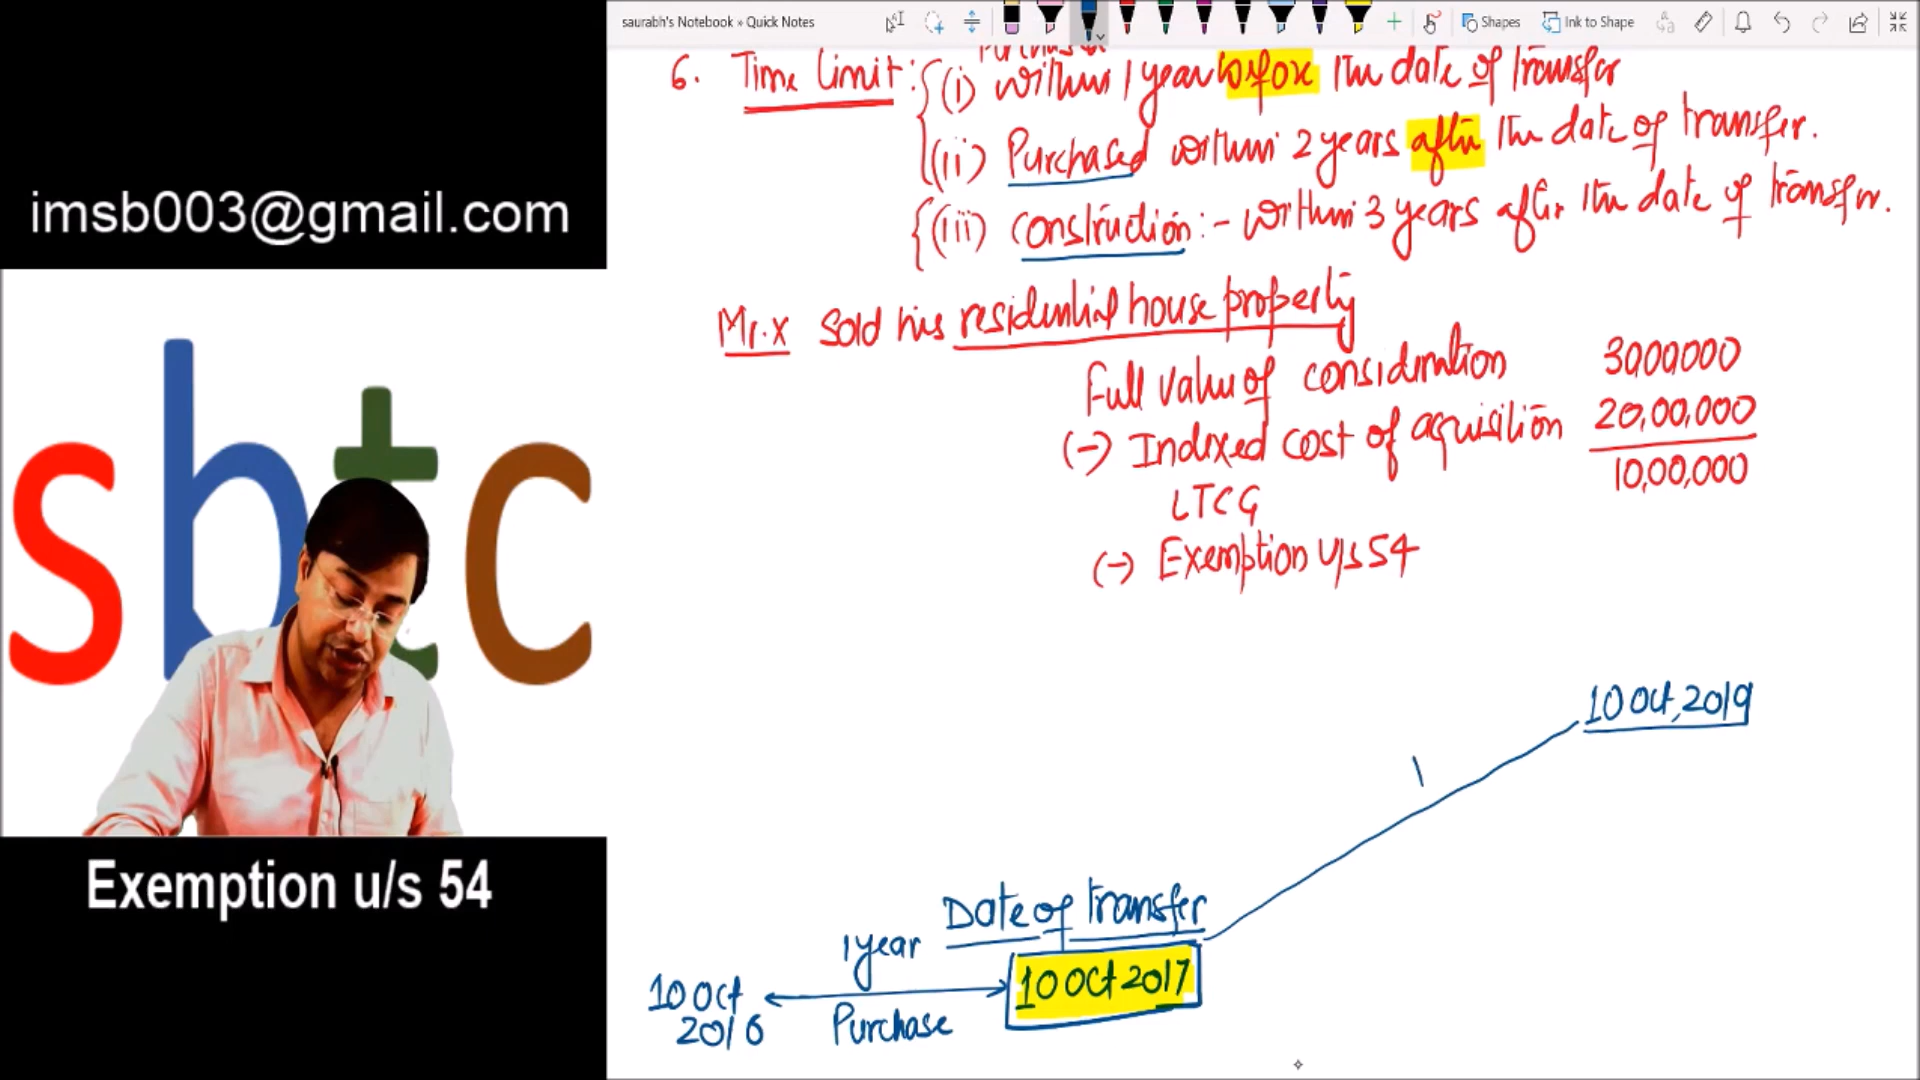 saurabh's Notebook » Quick Notes
Shapes
Ink to Shape
6. Time limit: Purchased
(i) within 1 year before the date of transfer
(ii) Purchased within 2 years after the date of transfer.
(iii) Construction:- within 3 years after the date of transfer.
Mr. X sold his residential house property
Full value of consideration 3000000
(-) Indexed cost of acquisition 20,00,000
LTCG 10,00,000
(-) Exemption u/s 54
10 Oct, 2019
Date of transfer
1 year
10 Oct 2017
10 Oct 2016
Purchase
imsb003@gmail.com
sbtc
Exemption u/s 54